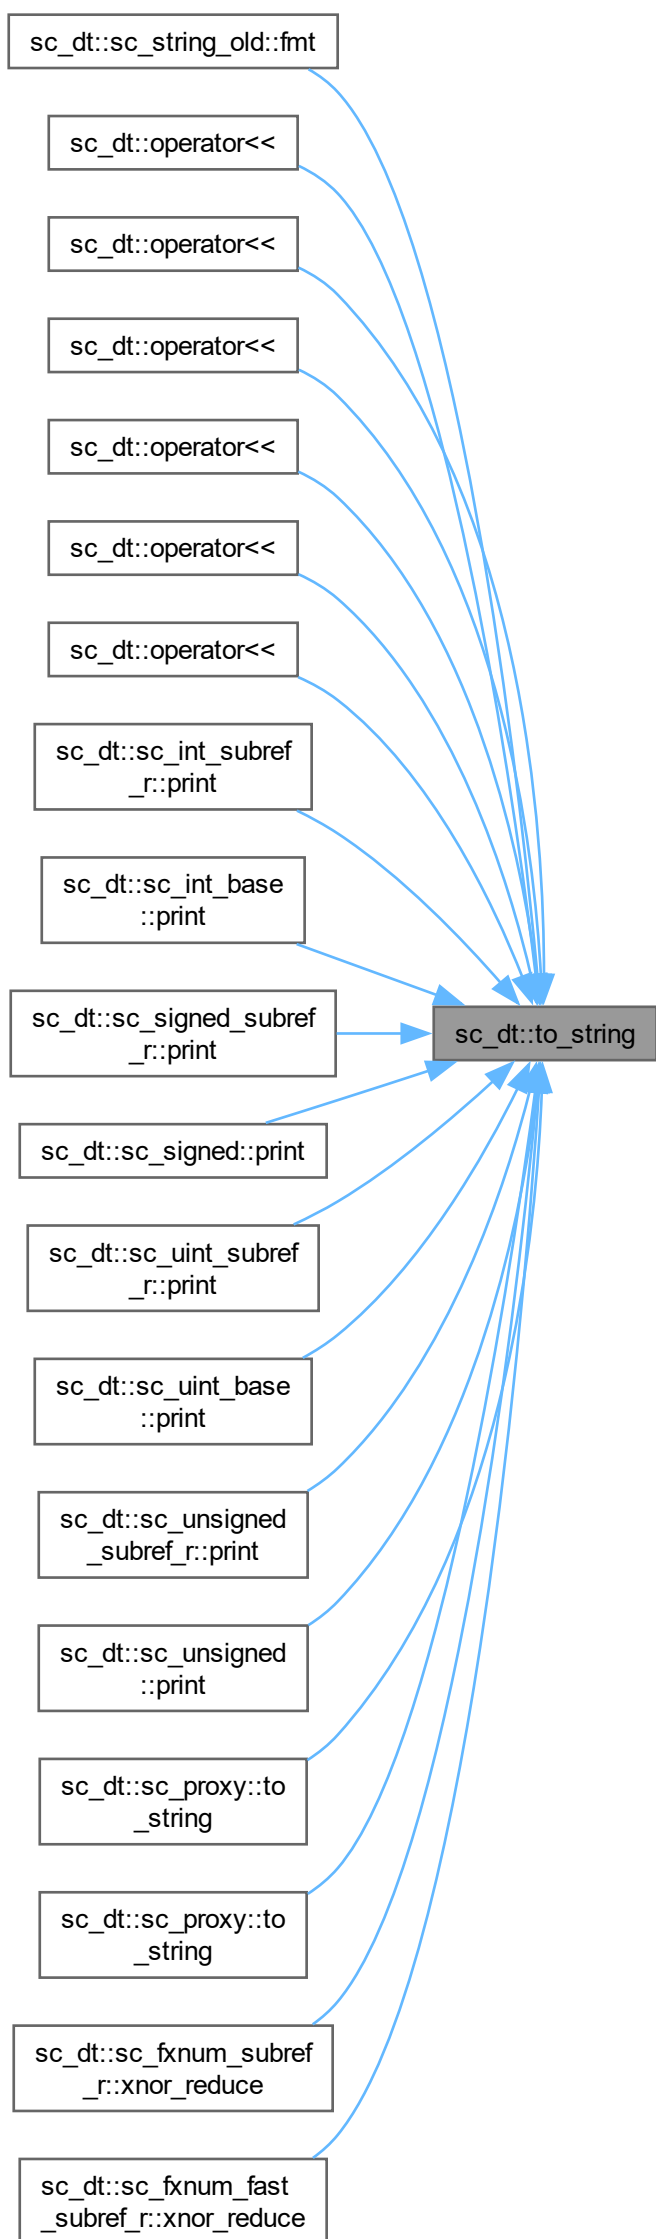 sc_dt::sc_string_old::fmt
sc_dt::operator<<
sc_dt::operator<<
sc_dt::operator<<
sc_dt::operator<<
sc_dt::operator<<
sc_dt::operator<<
sc_dt::sc_int_subref
_r::print
sc_dt::sc_int_base
::print
sc_dt::sc_signed_subref
_r::print
sc_dt::to_string
sc_dt::sc_signed::print
sc_dt::sc_uint_subref
_r::print
sc_dt::sc_uint_base
::print
sc_dt::sc_unsigned
_subref_r::print
sc_dt::sc_unsigned
::print
sc_dt::sc_proxy::to
_string
sc_dt::sc_proxy::to
_string
sc_dt::sc_fxnum_subref
_r::xnor_reduce
sc_dt::sc_fxnum_fast
_subref_r::xnor_reduce